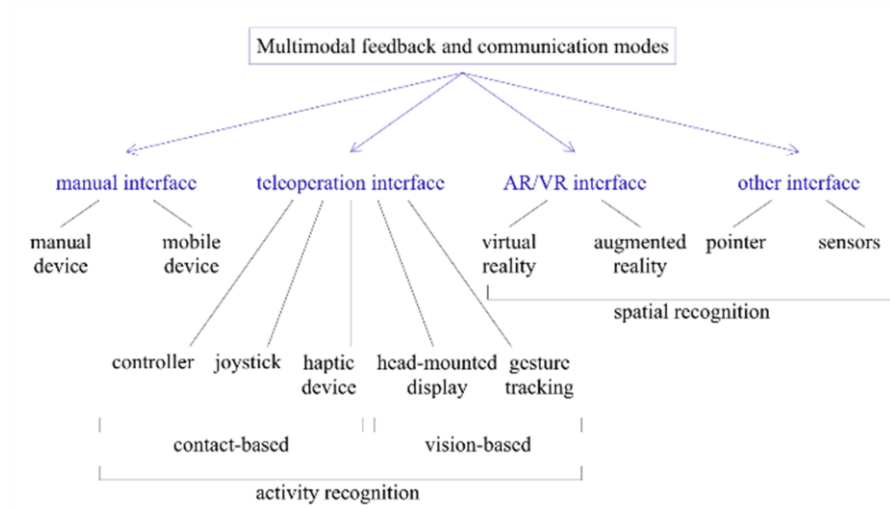 Multimodal feedback and communication modes
manual interface
teleoperation interface
AR/VR interface
other interface
manual device
mobile device
virtual reality
augmented reality
pointer
sensors
spatial recognition
controller
joystick
haptic device
head-mounted display
gesture tracking
contact-based
vision-based
activity recognition